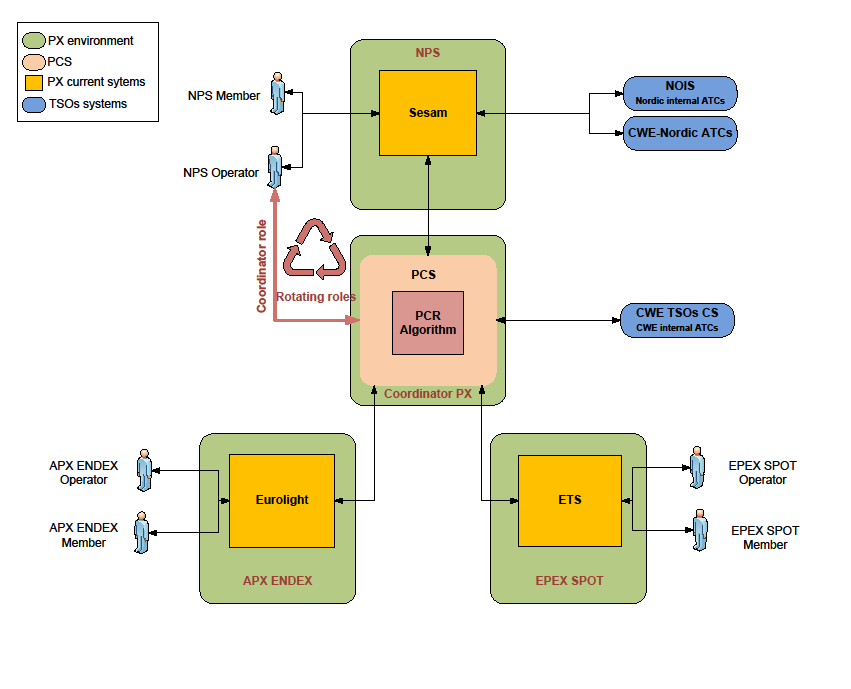 PX environment
PCS
PX current sytems
TSOs systems
NPS
NPS Member
Sesam
NOIS
Nordic internal ATCs
CWE-Nordic ATCs
NPS Operator
Coordinator role
Rotating roles
PCS
PCR
Algorithm
Coordinator PX
CWE TSOs CS
CWE internal ATCs
APX ENDEX
Operator
APX ENDEX
Member
Eurolight
APX ENDEX
ETS
EPEX SPOT
EPEX SPOT
Operator
EPEX SPOT
Member